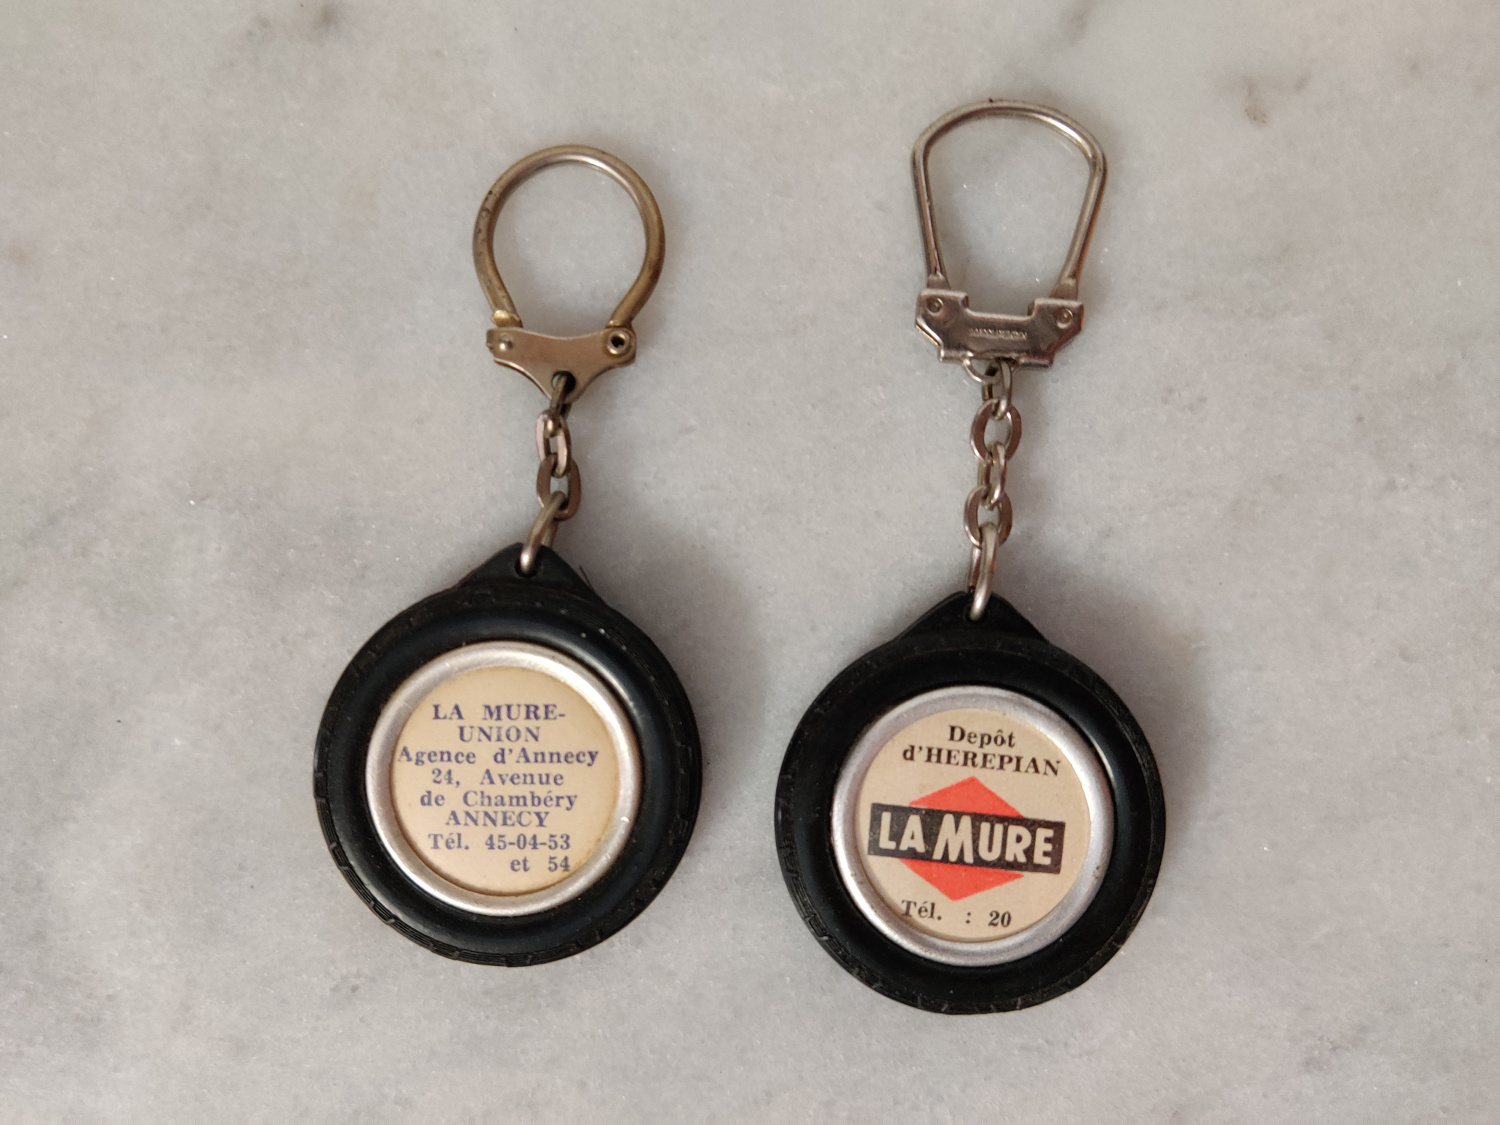 LA MURE-
UNION
Agence d'Annecy
24, Avenue
de Chambéry
ANNECY
Tél. 45-04-53
et 54
Depôt
d'HEREPIAN
LA MURE
Tél. : 20